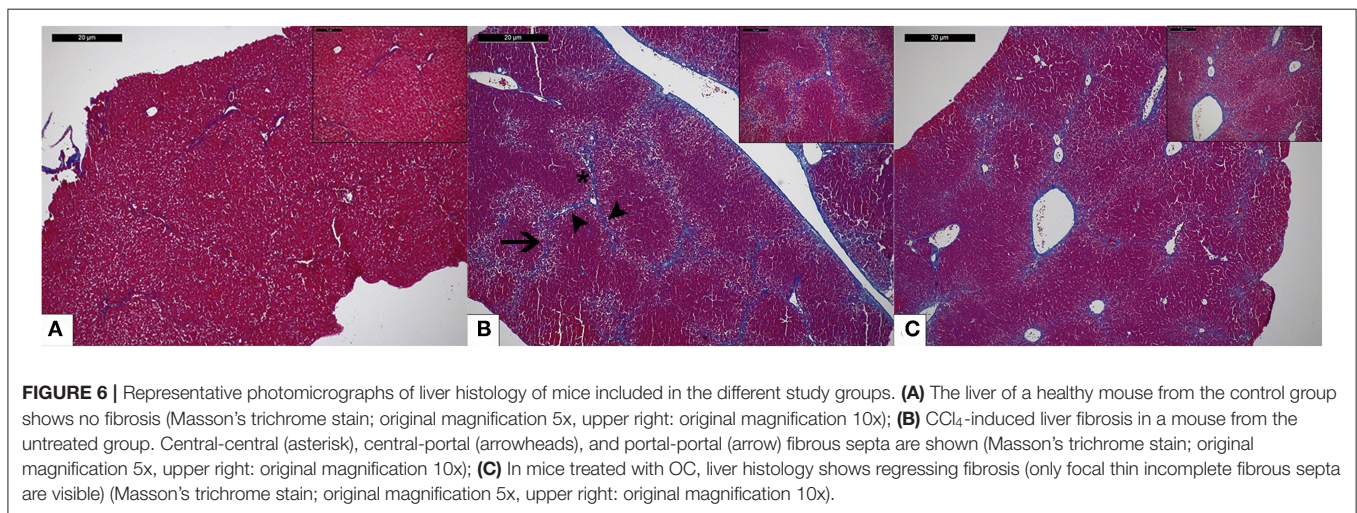 20 µm
20 µm
20 µm
*
A
B
C
FIGURE 6 | Representative photomicrographs of liver histology of mice included in the different study groups. (A) The liver of a healthy mouse from the control group
shows no fibrosis (Masson's trichrome stain; original magnification 5x, upper right: original magnification 10x); (B) CCl₄-induced liver fibrosis in a mouse from the
untreated group. Central-central (asterisk), central-portal (arrowheads), and portal-portal (arrow) fibrous septa are shown (Masson's trichrome stain; original
magnification 5x, upper right: original magnification 10x); (C) In mice treated with OC, liver histology shows regressing fibrosis (only focal thin incomplete fibrous septa
are visible) (Masson's trichrome stain; original magnification 5x, upper right: original magnification 10x).